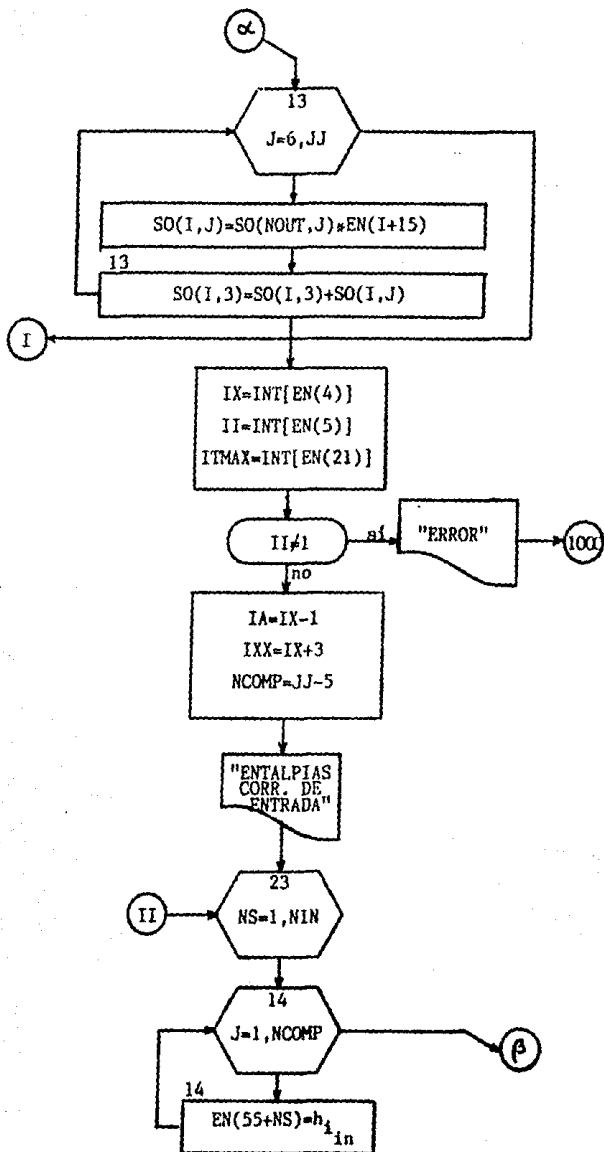 α
13
J=6,JJ
SO(I,J)=SO(NOUT,J)*EN(I+15)
13
SO(I,3)=SO(I,3)+SO(I,J)
I
IX=INT[EN(4)]
II=INT[EN(5)]
ITMAX=INT[EN(21)]
II≠1
sí
"ERROR"
1000
no
IA=IX-1
IXX=IX+3
NCOMP=JJ-5
"ENTALPIAS
CORR. DE
ENTRADA"
23
II
NS=1,NIN
14
J=1,NCOMP
β
14
EN(55+NS)=h_i_in